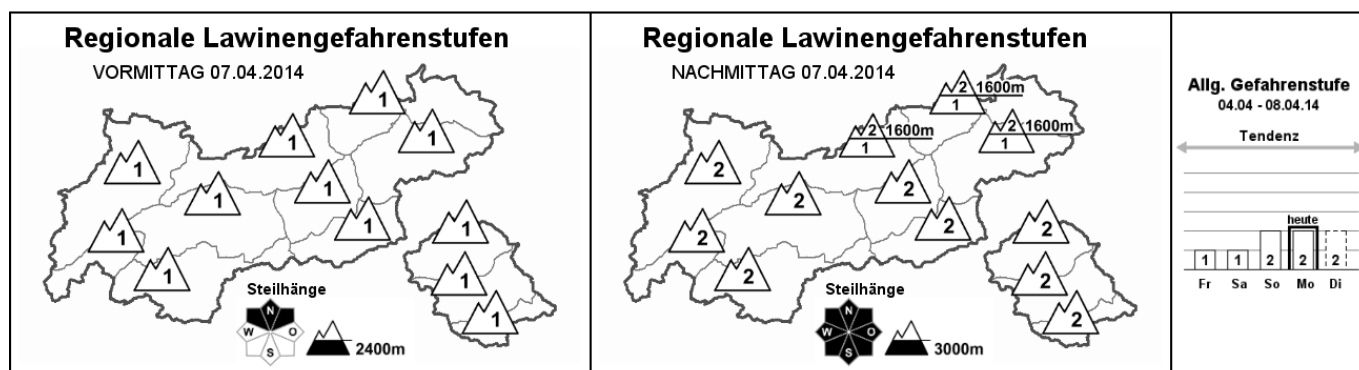 Regionale Lawinengefahrenstufen
VORMITTAG 07.04.2014
1
1
1
1
1
1
1
1
1
1
1
1
Steilhänge
N
W O
S
2400m
Regionale Lawinengefahrenstufen
NACHMITTAG 07.04.2014
2 1600m
1
2 1600m
1
2 1600m
1
2
2
2
2
2
2
2
2
2
Steilhänge
N
W O
S
3000m
Allg. Gefahrenstufe
04.04 - 08.04.14
Tendenz
heute
1 1 2 2 2
Fr Sa So Mo Di